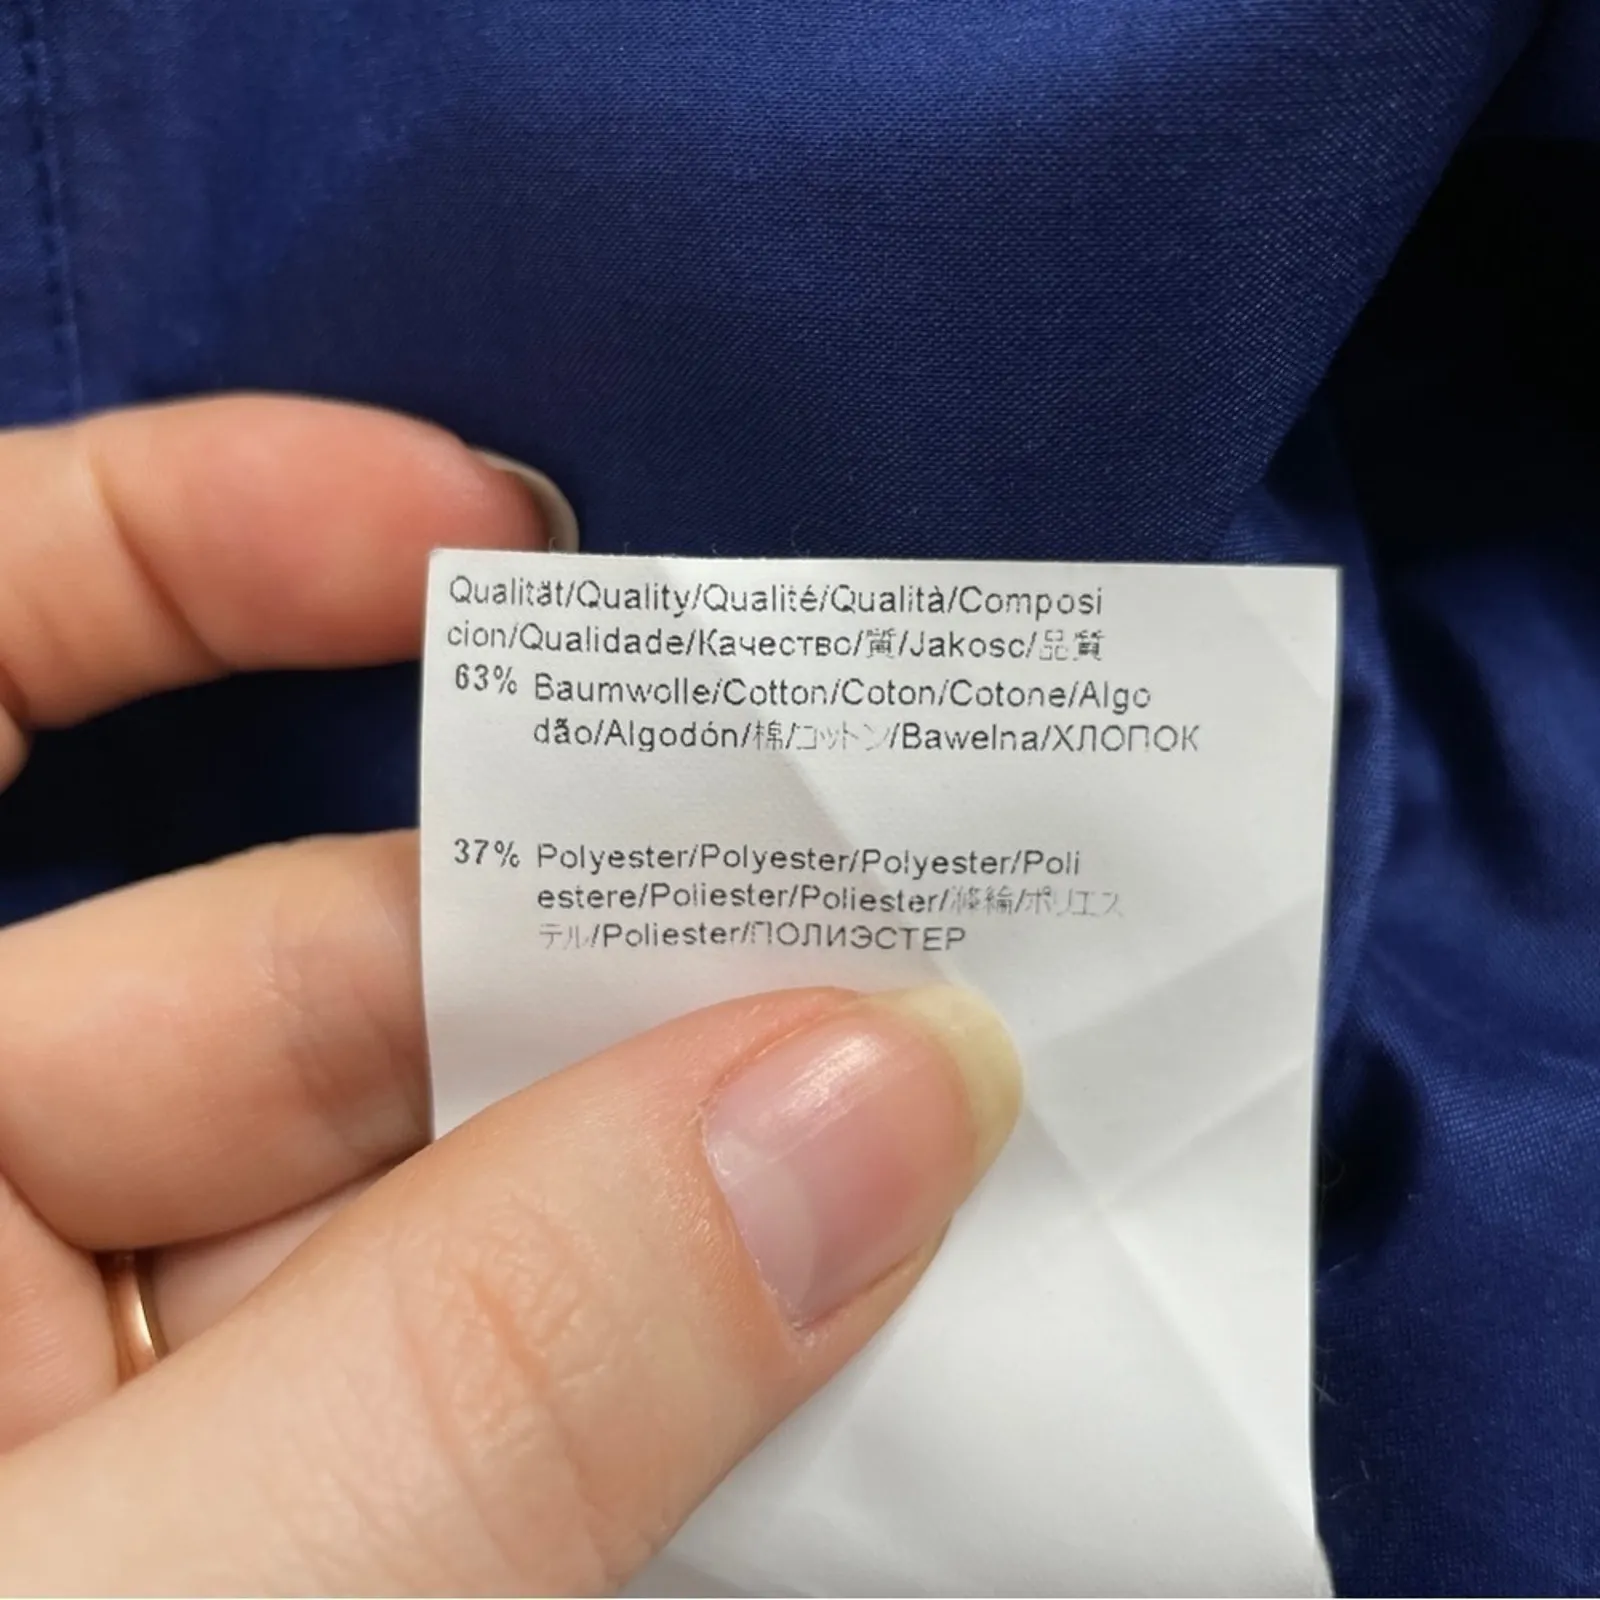 Qualität/Quality/Qualité/Qualità/Composi
cion/Qualidade/Качество/質/Jakosc/品質
63% Baumwolle/Cotton/Coton/Cotone/Algo
dão/Algodón/棉/コットン/Bawelna/ХЛОПОК
37% Polyester/Polyester/Polyester/Poli
estere/Poliester/Poliester/滌綸/ポリエス
テル/Poliester/ПОЛИЭСТЕР